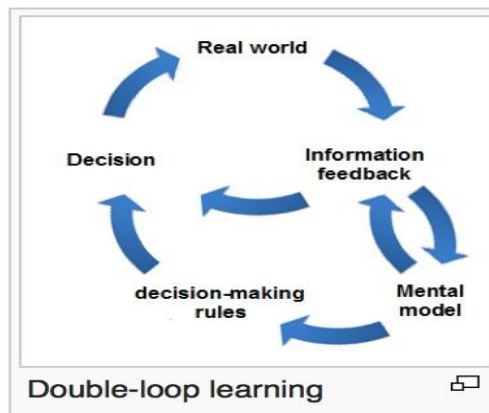 Real world
Decision
Information
feedback
decision-making
rules
Mental
model
Double-loop learning